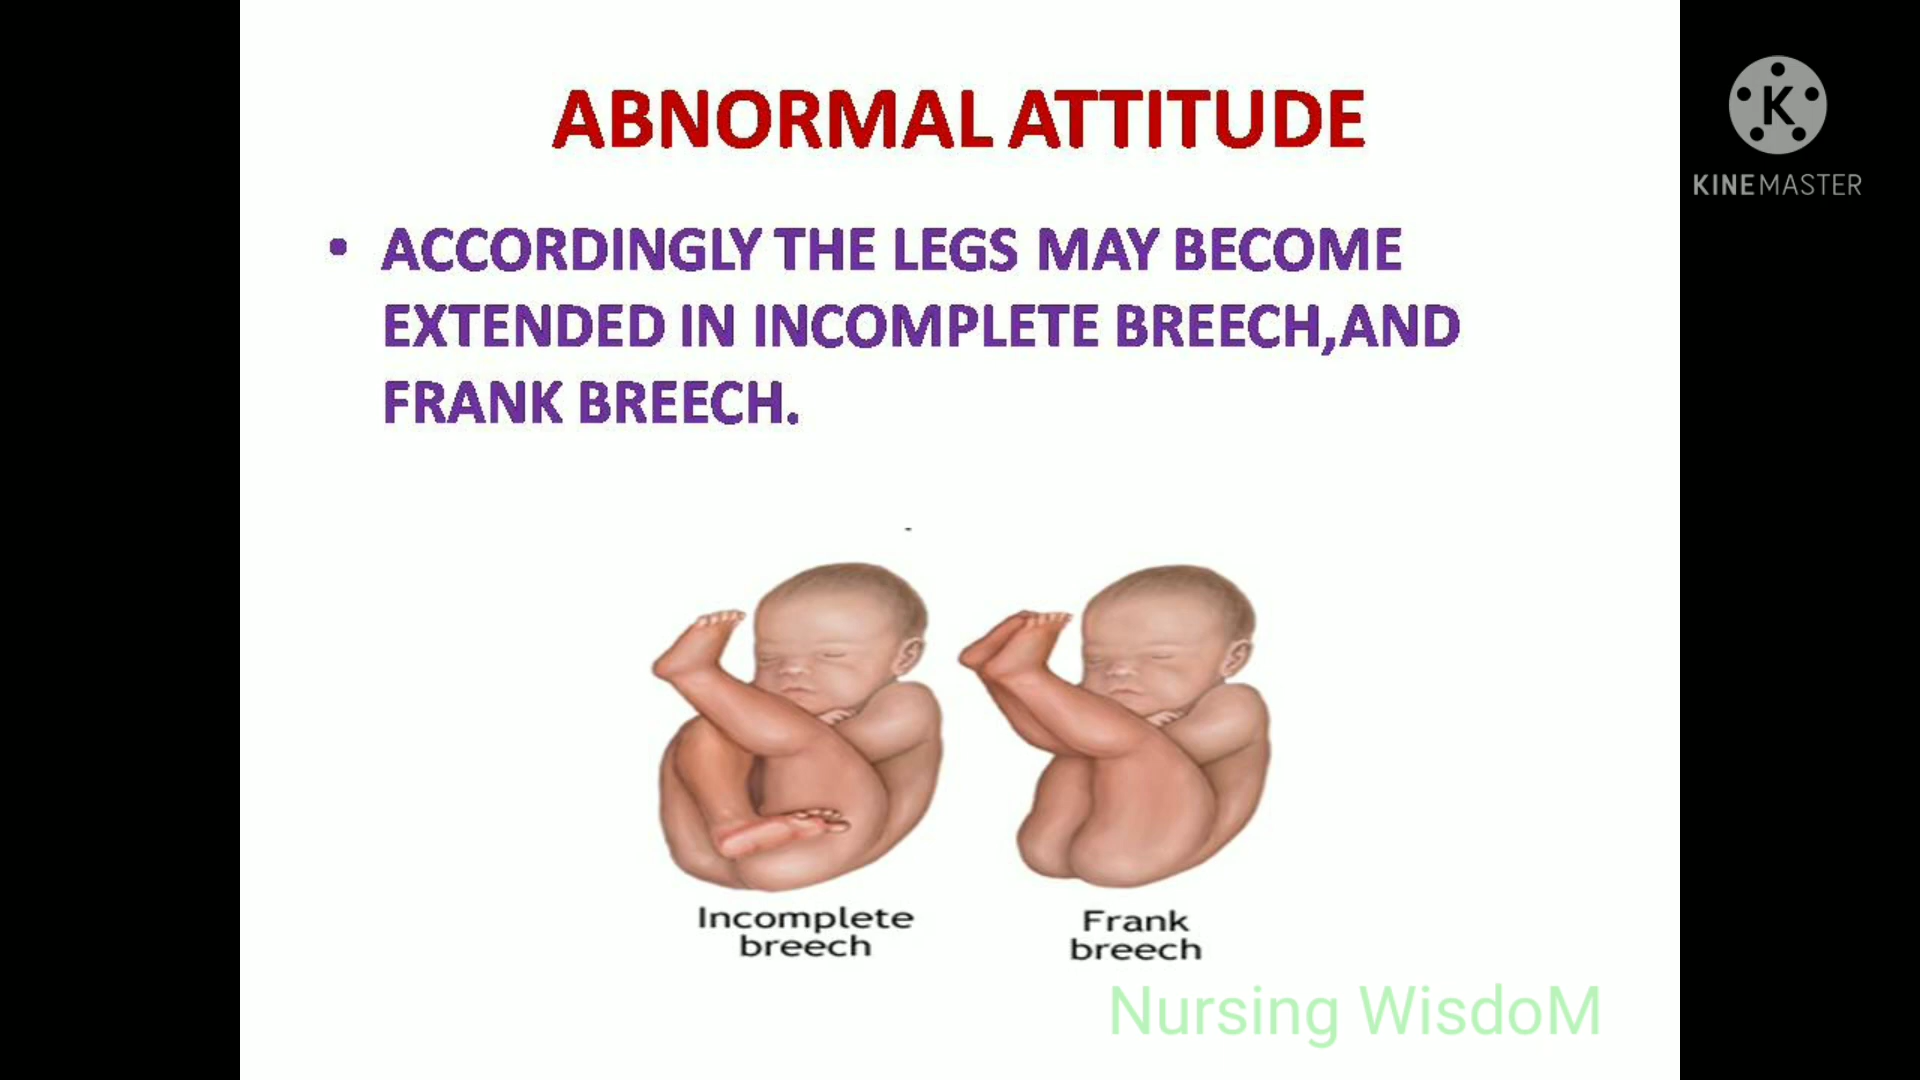 ABNORMAL ATTITUDE
K
KINEMASTER
• ACCORDINGLY THE LEGS MAY BECOME
EXTENDED IN INCOMPLETE BREECH,AND
FRANK BREECH.
Incomplete
breech
Frank
breech
Nursing WisdoM